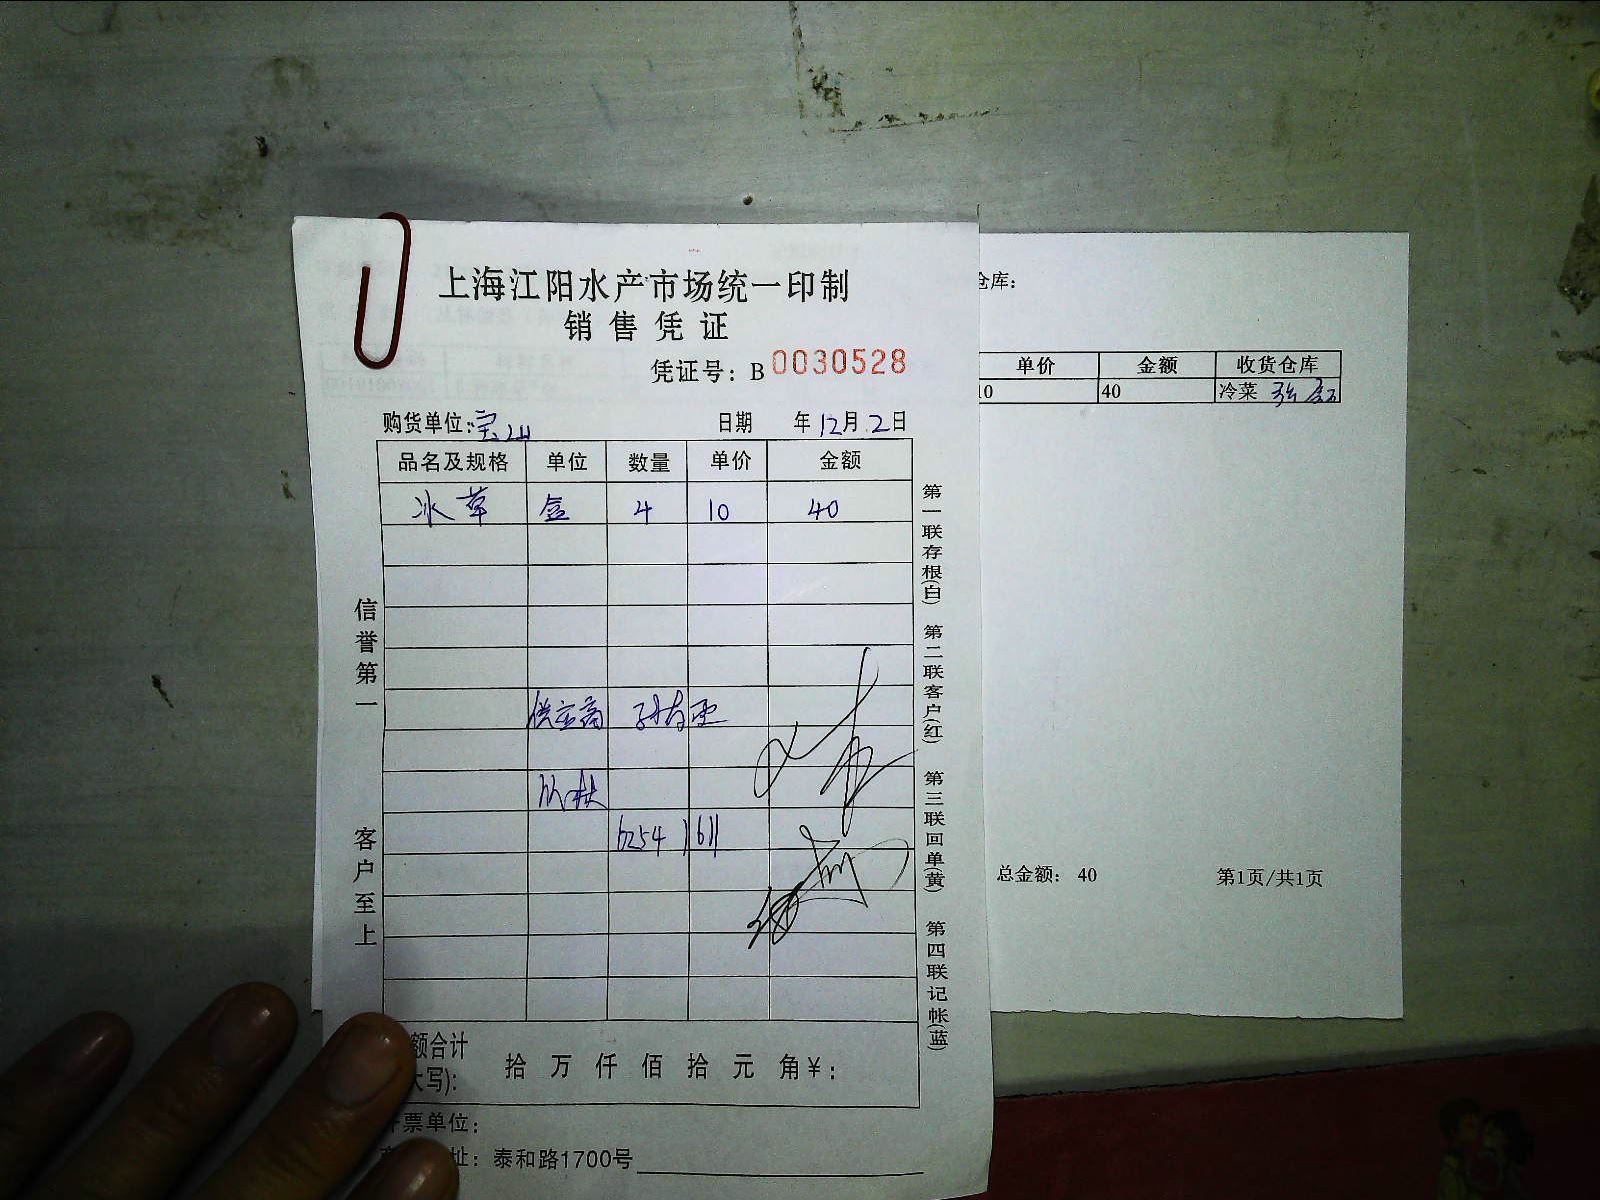 上海江阳水产市场统一印制
销售凭证
凭证号：B 0030528
购货单位：宝山 日期 年12月2日
品名及规格 单位 数量 单价 金额
冰草 盒 4 10 40
供应商
6254 1611
额合计
大写): 拾 万 仟 佰 拾 元 角¥：
票单位：
址：泰和路1700号
信誉第一
客户至上
第一联存根(白) 第二联客户(红) 第三联回单(黄) 第四联记帐(蓝)
仓库：
单价 金额 收货仓库
10 40 冷菜
总金额： 40 第1页/共1页